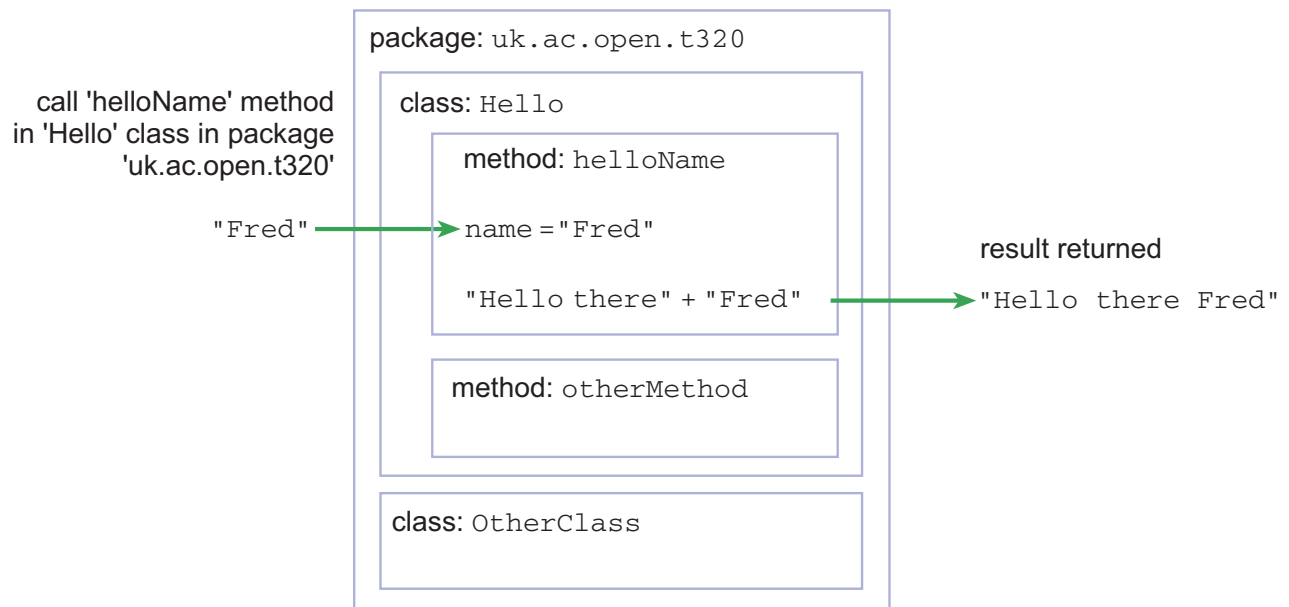 package: uk.ac.open.t320
call 'helloName' method
in 'Hello' class in package
'uk.ac.open.t320'
class: Hello
method: helloName
"Fred"
name ="Fred"
"Hello there" + "Fred"
result returned
"Hello there Fred"
method: otherMethod
class: OtherClass